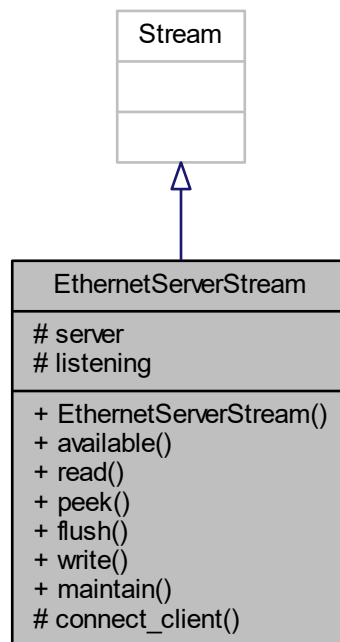 Stream
EthernetServerStream
# server
# listening
+ EthernetServerStream()
+ available()
+ read()
+ peek()
+ flush()
+ write()
+ maintain()
# connect_client()